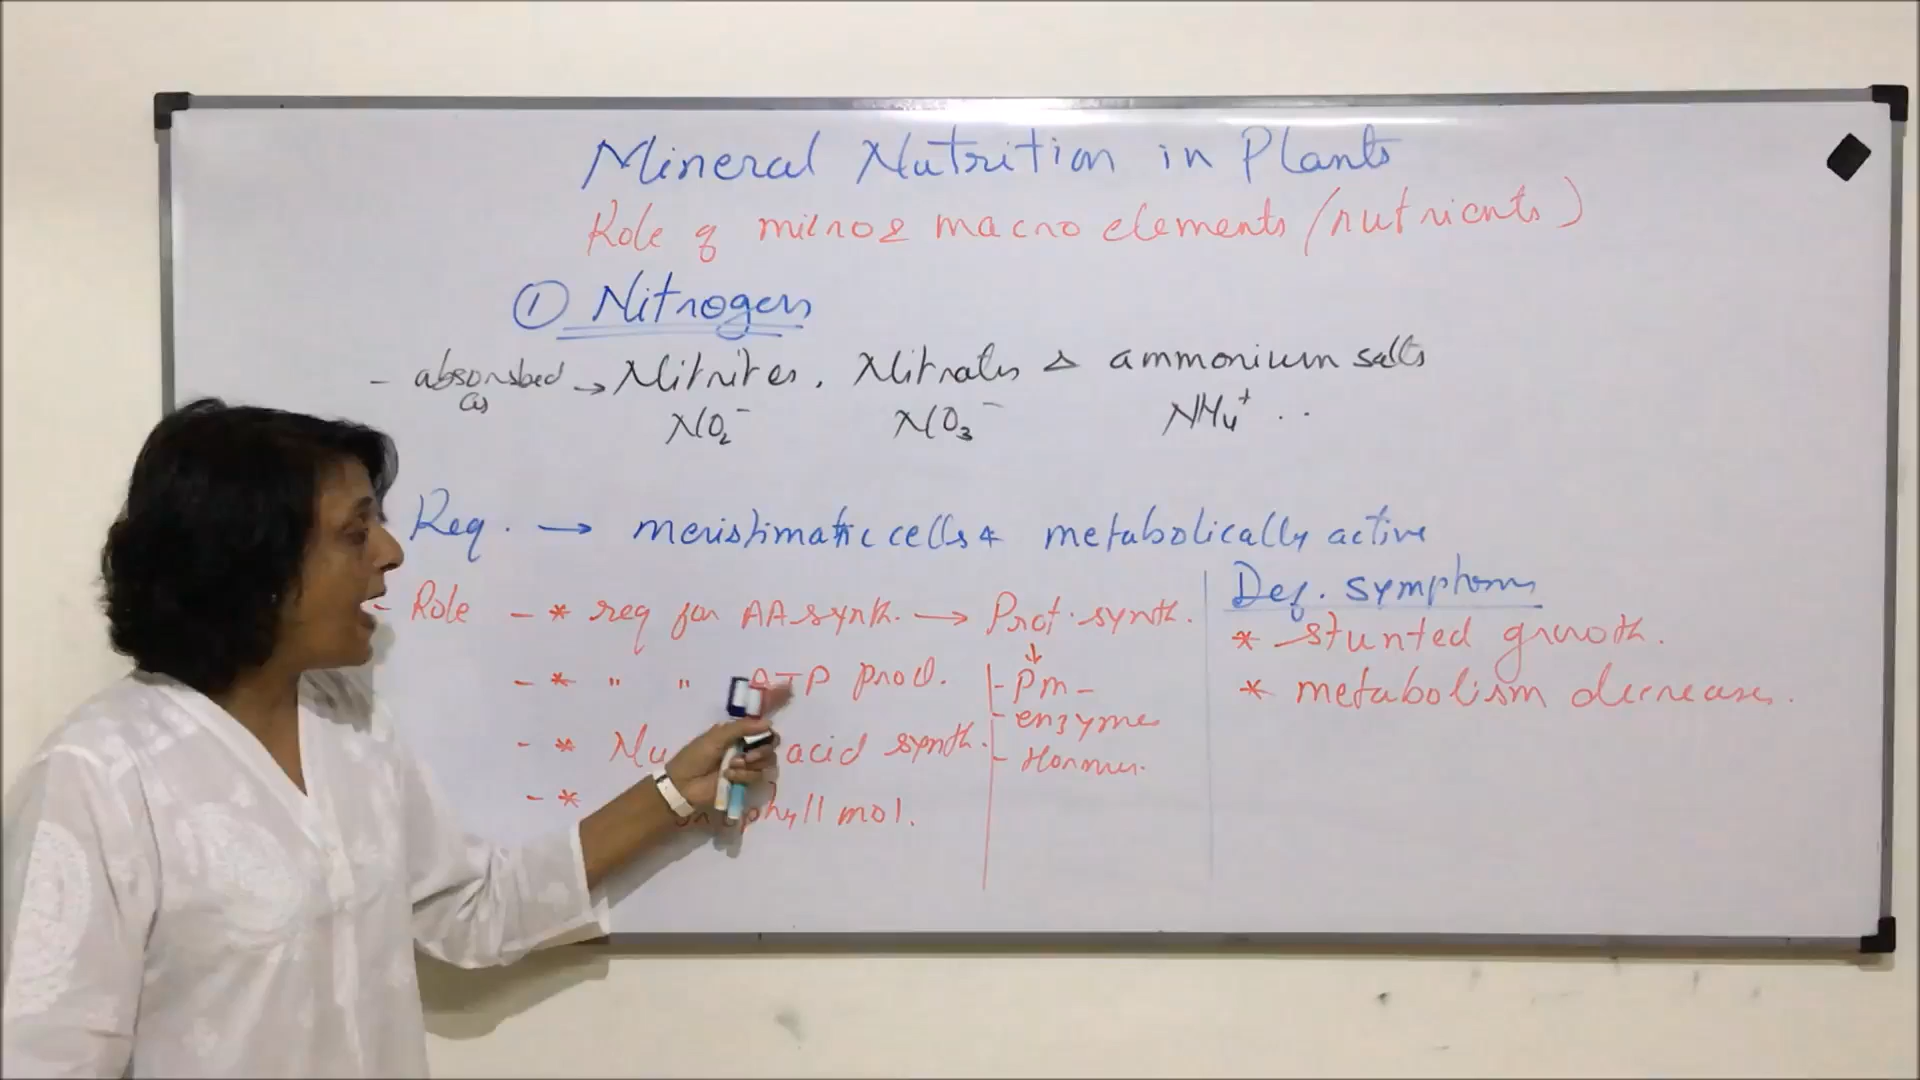 Mineral Nutrition in Plants
Role of micro & macro elements (nutrients)
① Nitrogen
- absorbed as → Nitrites, Nitrates & ammonium salts
NO₂⁻ NO₃⁻ NH₄⁺ ..
Req. → meristimatic cells & metabolically active
- Role - * req for AA synth. → Prot. synth.
↓
- * " " ATP prod. - Pm -
- enzyme
- * acid synth.
- Hormon.
- * phyll mol.
Def. symptoms
* stunted growth.
* metabolism decreases.